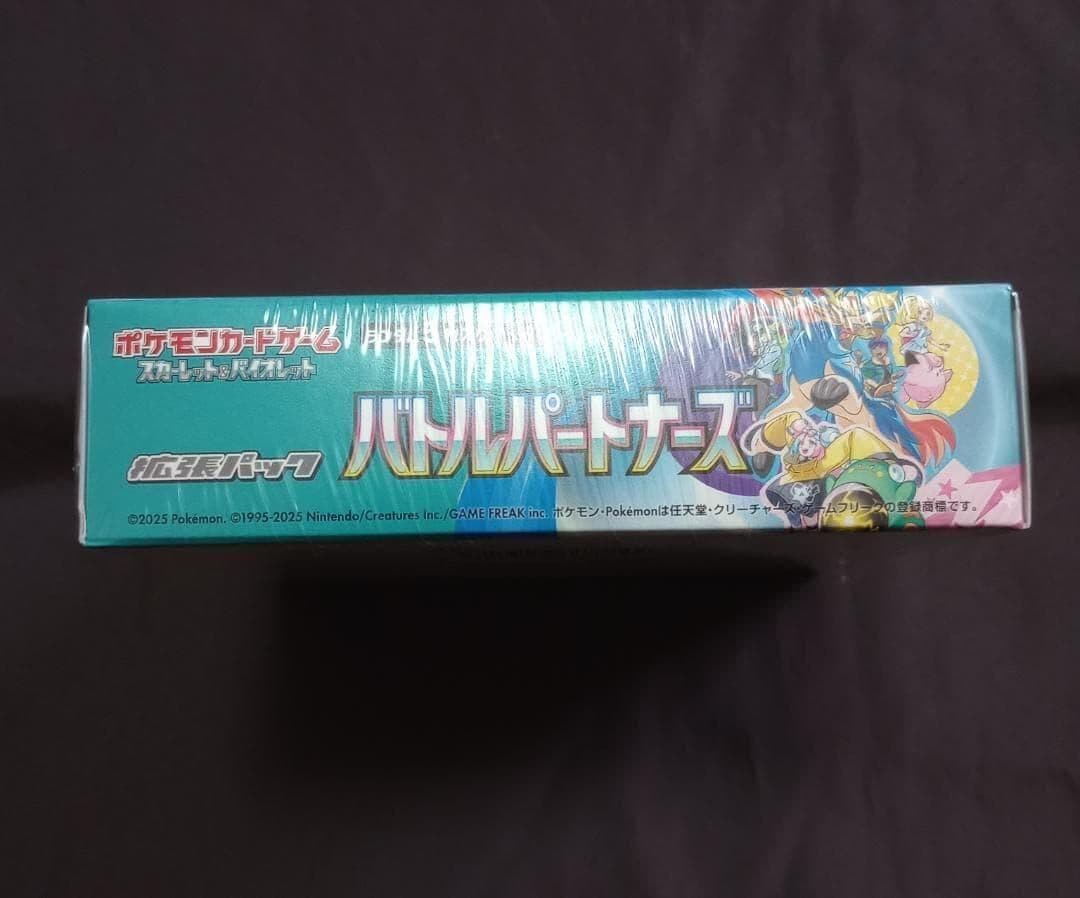 ポケモンカードゲーム
スカーレット&バイオレット
バトルパートナーズ
拡張パック
©2025 Pokémon. ©1995-2025 Nintendo/Creatures Inc./GAME FREAK inc. ポケモン・Pokémonは任天堂・クリーチャーズ・ゲームフリークの登録商標です。